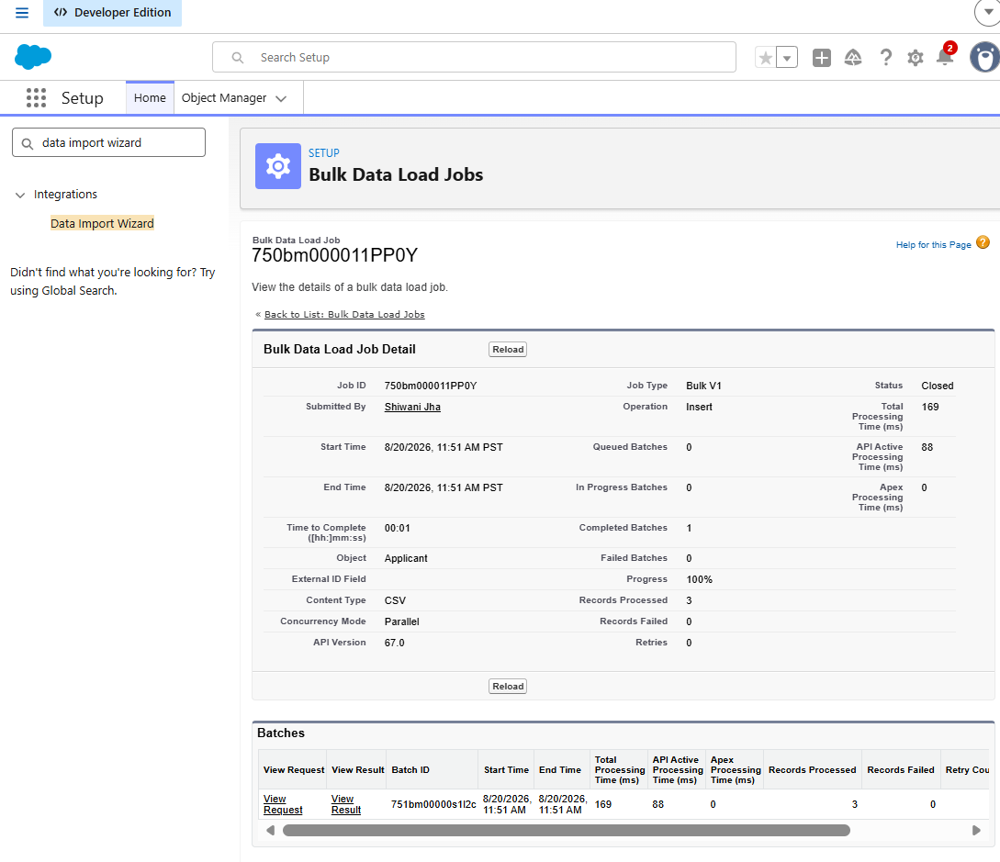 Developer Edition
Search Setup
2
Setup
Home
Object Manager
data import wizard
Integrations
Data Import Wizard
Didn't find what you're looking for? Try
using Global Search.
SETUP
Bulk Data Load Jobs
Bulk Data Load Job
750bm000011PP0Y
Help for this Page ?
View the details of a bulk data load job.
« Back to List: Bulk Data Load Jobs
Bulk Data Load Job Detail
Reload
Job ID 750bm000011PP0Y Job Type Bulk V1 Status Closed
Submitted By Shiwani Jha Operation Insert Total
Processing
Time (ms) 169
Start Time 8/20/2026, 11:51 AM PST Queued Batches 0 API Active
Processing
Time (ms) 88
End Time 8/20/2026, 11:51 AM PST In Progress Batches 0 Apex
Processing
Time (ms) 0
Time to Complete
([hh:]mm:ss) 00:01 Completed Batches 1
Object Applicant Failed Batches 0
External ID Field Progress 100%
Content Type CSV Records Processed 3
Concurrency Mode Parallel Records Failed 0
API Version 67.0 Retries 0
Reload
Batches
View Request View Result Batch ID Start Time End Time Total
Processing
Time (ms) API Active
Processing
Time (ms) Apex
Processing
Time (ms) Records Processed Records Failed Retry Cou
View
Request View
Result 751bm00000s1I2c 8/20/2026,
11:51 AM 8/20/2026,
11:51 AM 169 88 0 3 0